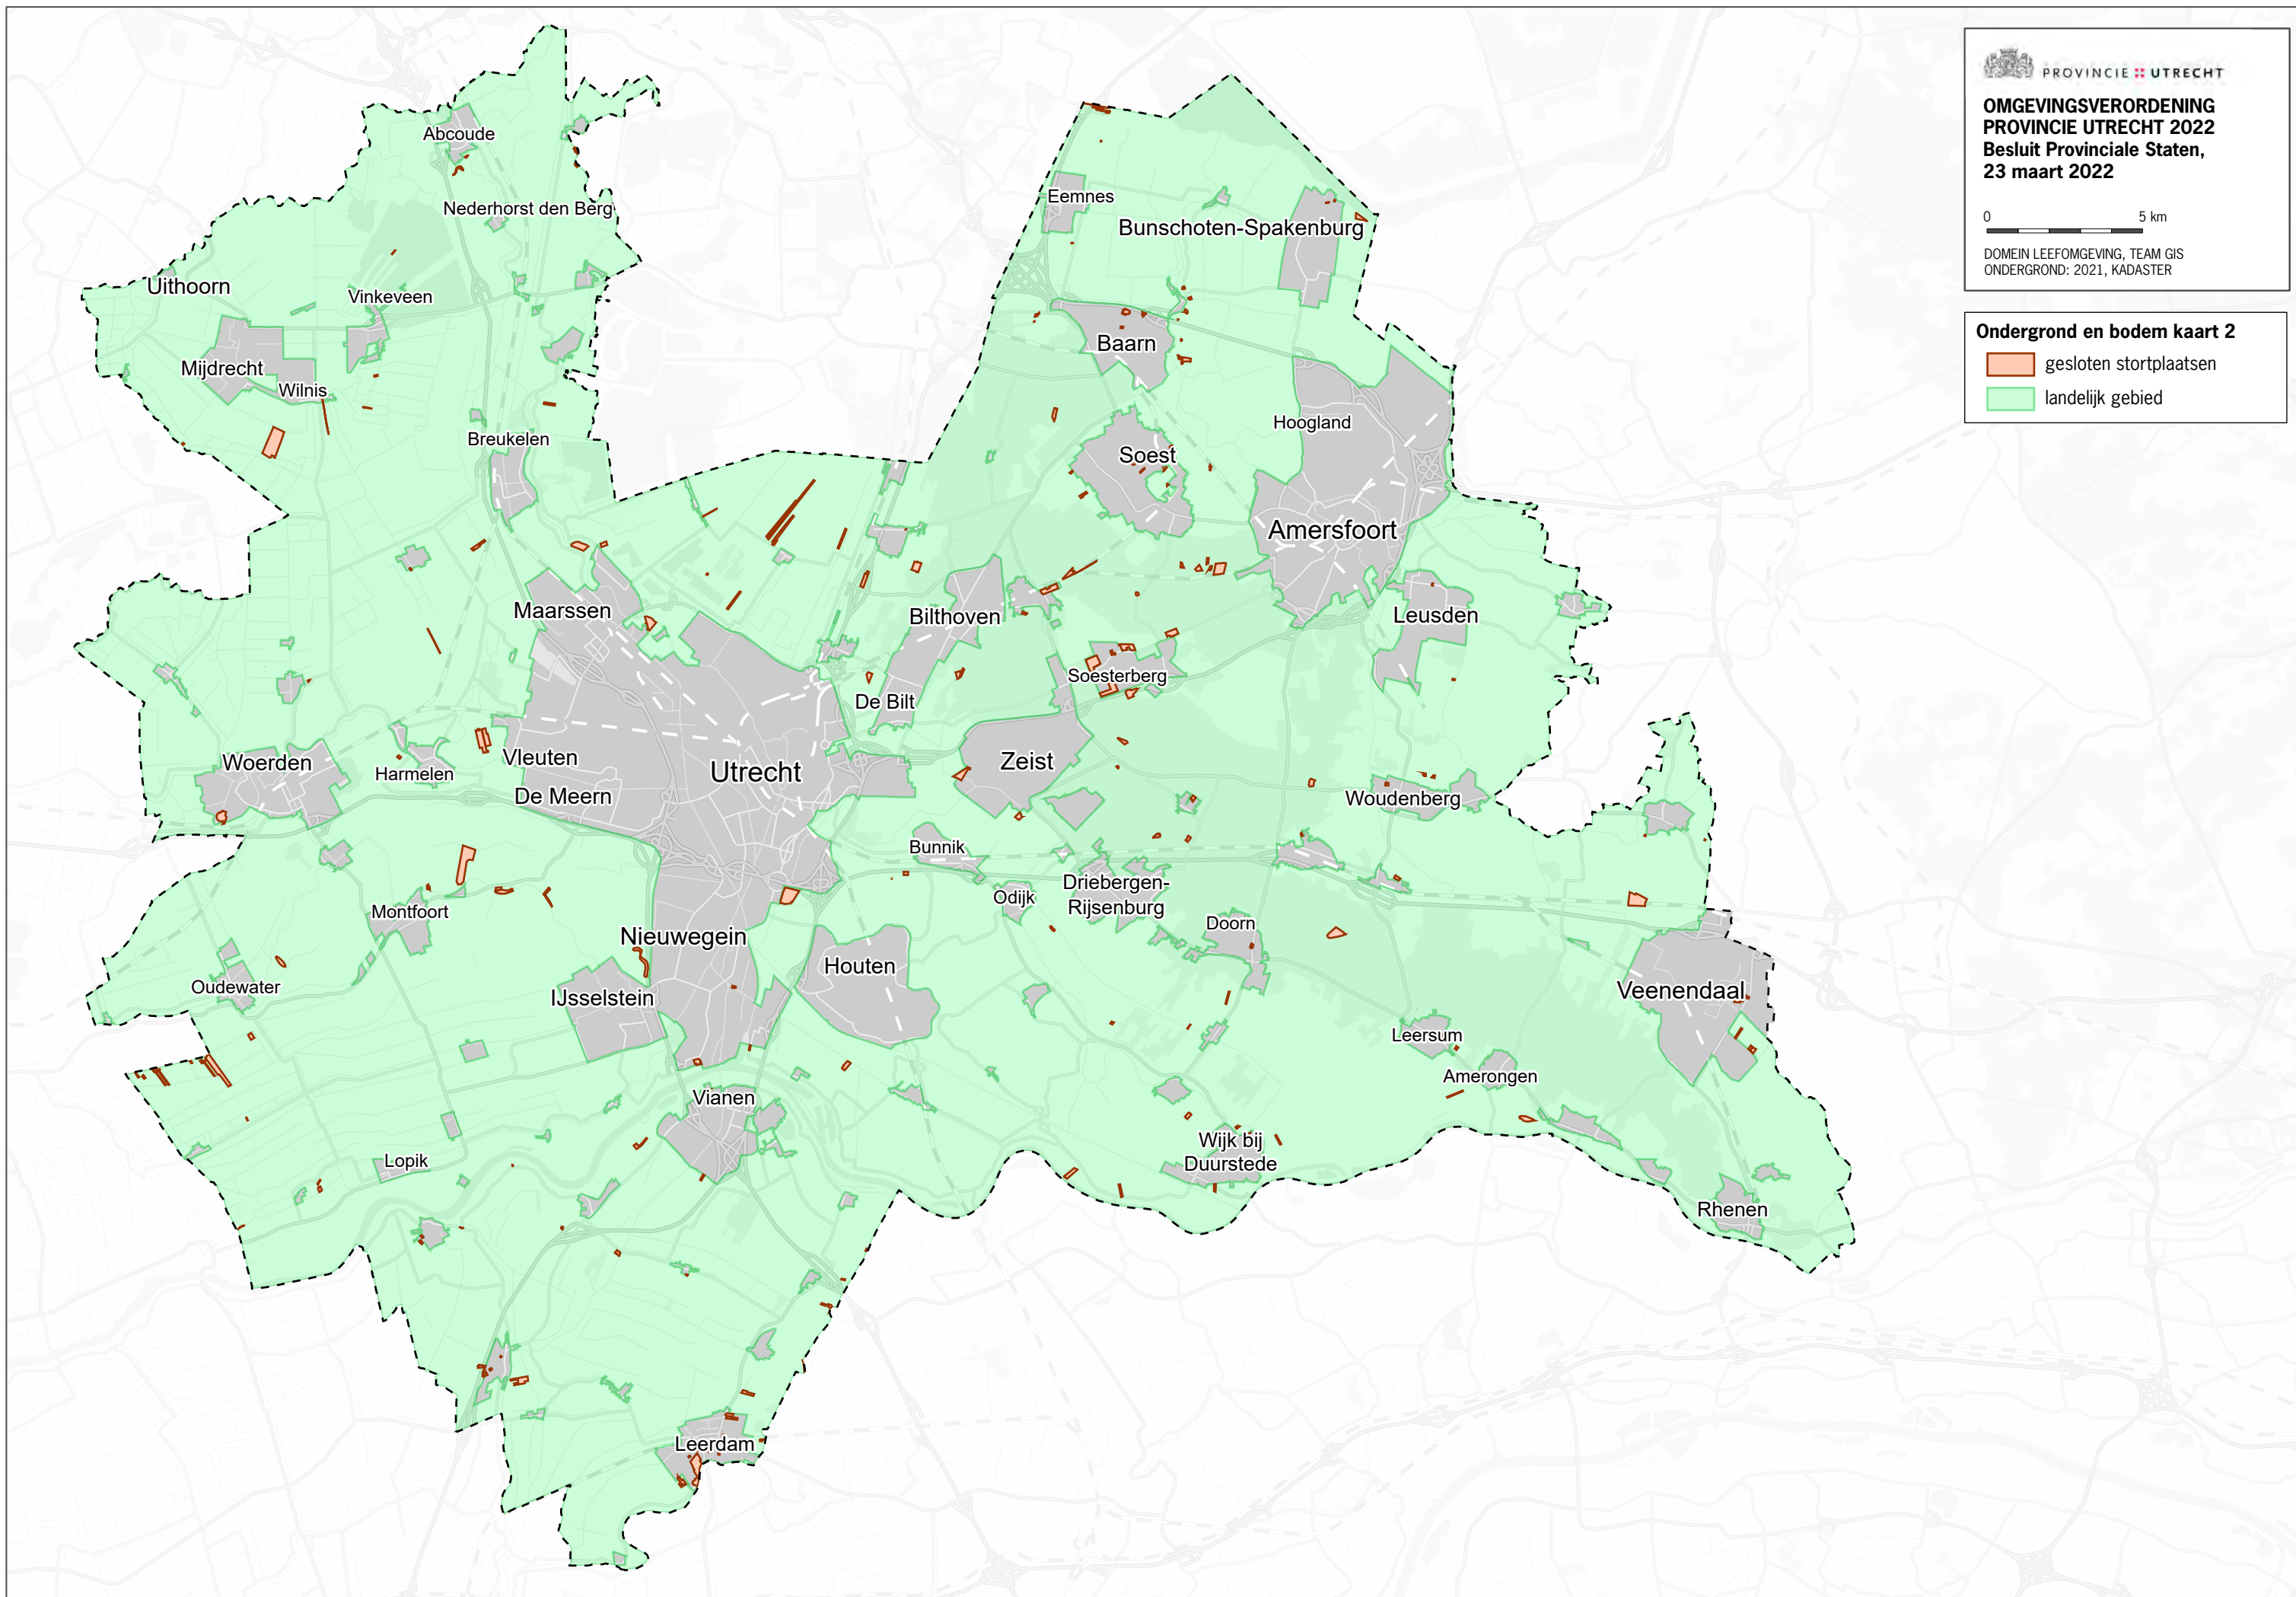 PROVINCIE UTRECHT
OMGEVINGSVERORDENING
PROVINCIE UTRECHT 2022
Besluit Provinciale Staten,
23 maart 2022
0 5 km
DOMEIN LEEFOMGEVING, TEAM GIS
ONDERGROND: 2021, KADASTER
Ondergrond en bodem kaart 2
gesloten stortplaatsen
landelijk gebied
Abcoude
Nederhorst den Berg
Eemnes
Bunschoten-Spakenburg
Uithoorn
Vinkeveen
Baarn
Mijdrecht
Wilnis
Hoogland
Breukelen
Soest
Amersfoort
Maarssen
Bilthoven
Leusden
Soesterberg
De Bilt
Woerden
Harmelen
Vleuten
Utrecht
Zeist
De Meern
Woudenberg
Bunnik
Driebergen-
Rijsenburg
Odijk
Montfoort
Doorn
Nieuwegein
Houten
Oudewater
IJsselstein
Veenendaal
Leersum
Amerongen
Vianen
Lopik
Wijk bij
Duurstede
Rhenen
Leerdam